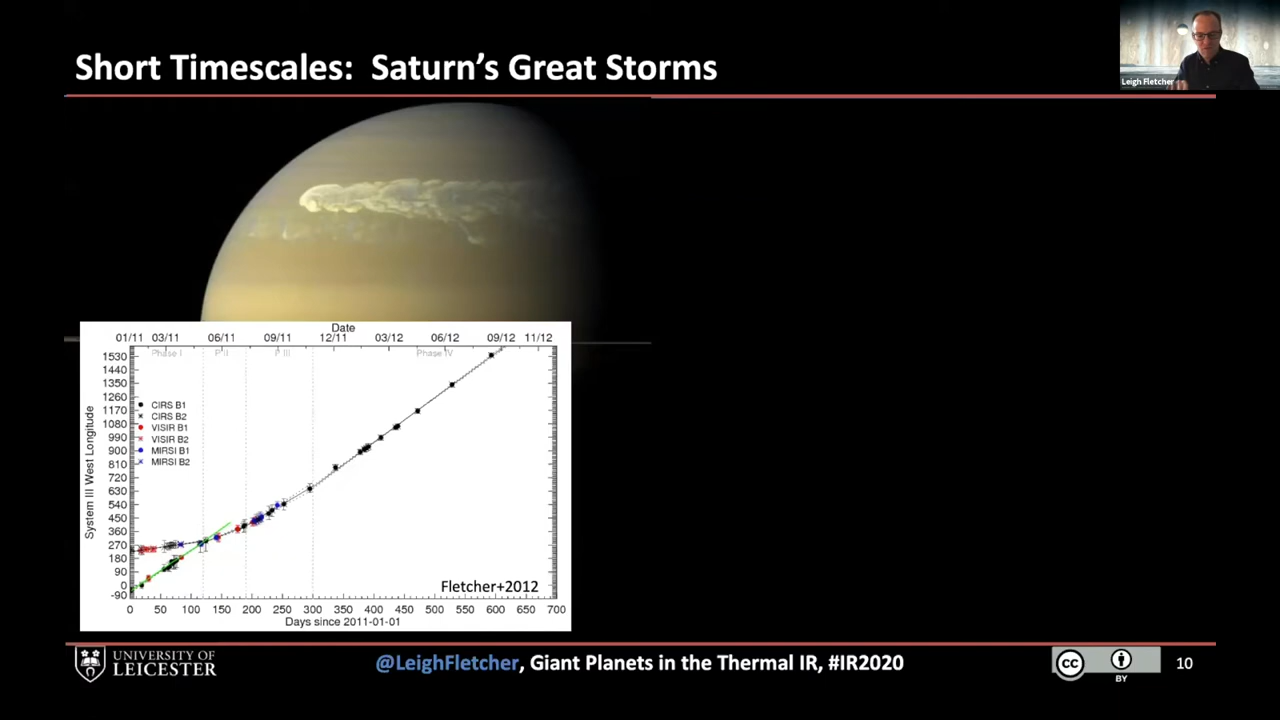 Short Timescales:  Saturn's Great Storms
Leigh Fletcher
Date
01/11 03/11 06/11 09/11 12/11 03/12 06/12 09/12 11/12
Phase I P II P III Phase IV
1530
1440
1350
1260
1170
1080
990
900
810
720
630
540
450
360
270
180
90
0
-90
System III West Longitude
CIRS B1
CIRS B2
VISIR B1
VISIR B2
MIRSI B1
MIRSI B2
Fletcher+2012
0 50 100 150 200 250 300 350 400 450 500 550 600 650 700
Days since 2011-01-01
UNIVERSITY OF
LEICESTER
@LeighFletcher, Giant Planets in the Thermal IR, #IR2020
cc
BY
10